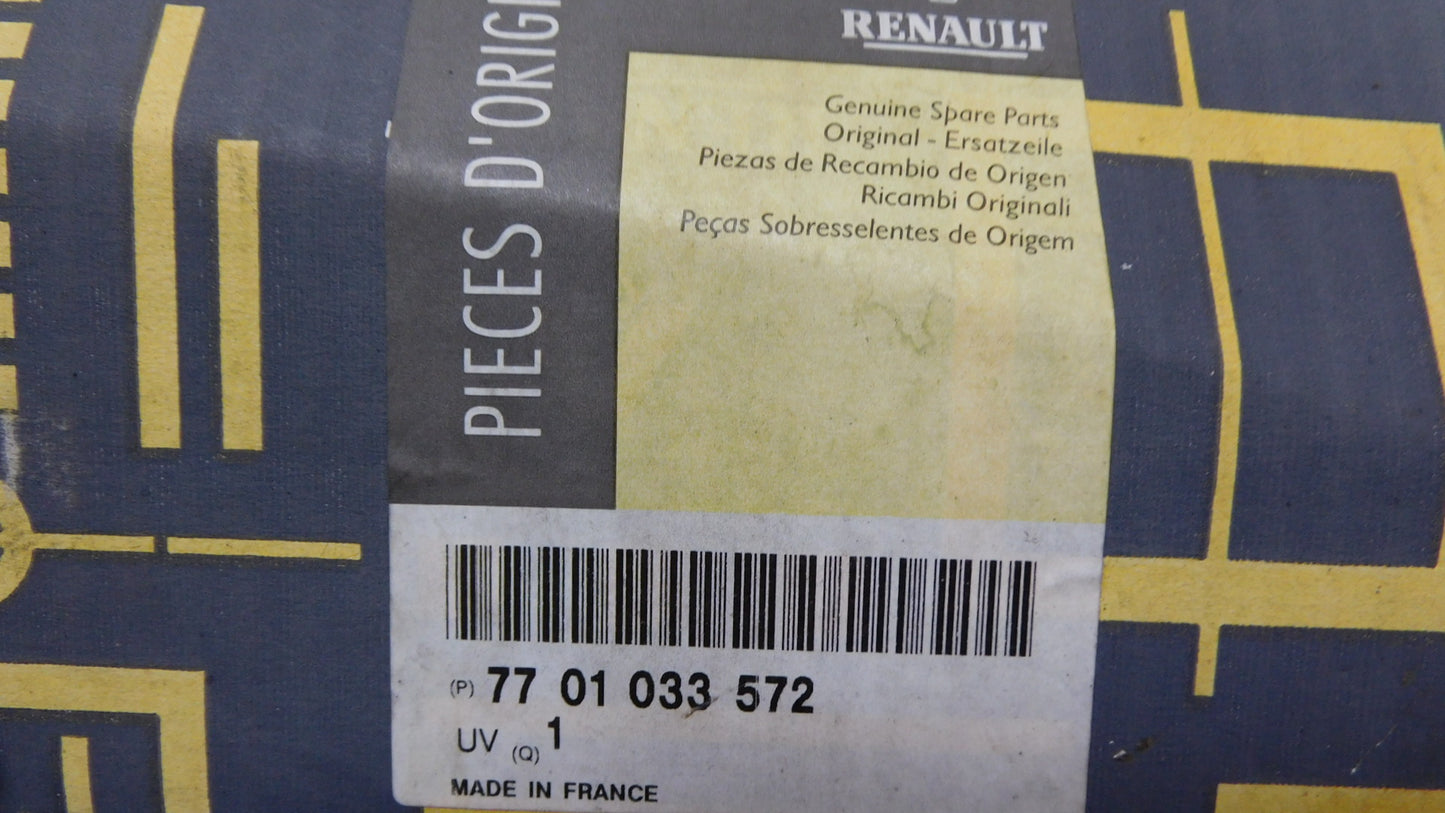 RENAULT
PIECES D'ORIGI
Genuine Spare Parts
Original - Ersatzeile
Piezas de Recambio de Origen
Ricambi Originali
Peças Sobresselentes de Origem
26
(P) 77 01 033 572
UV (Q) 1
MADE IN FRANCE